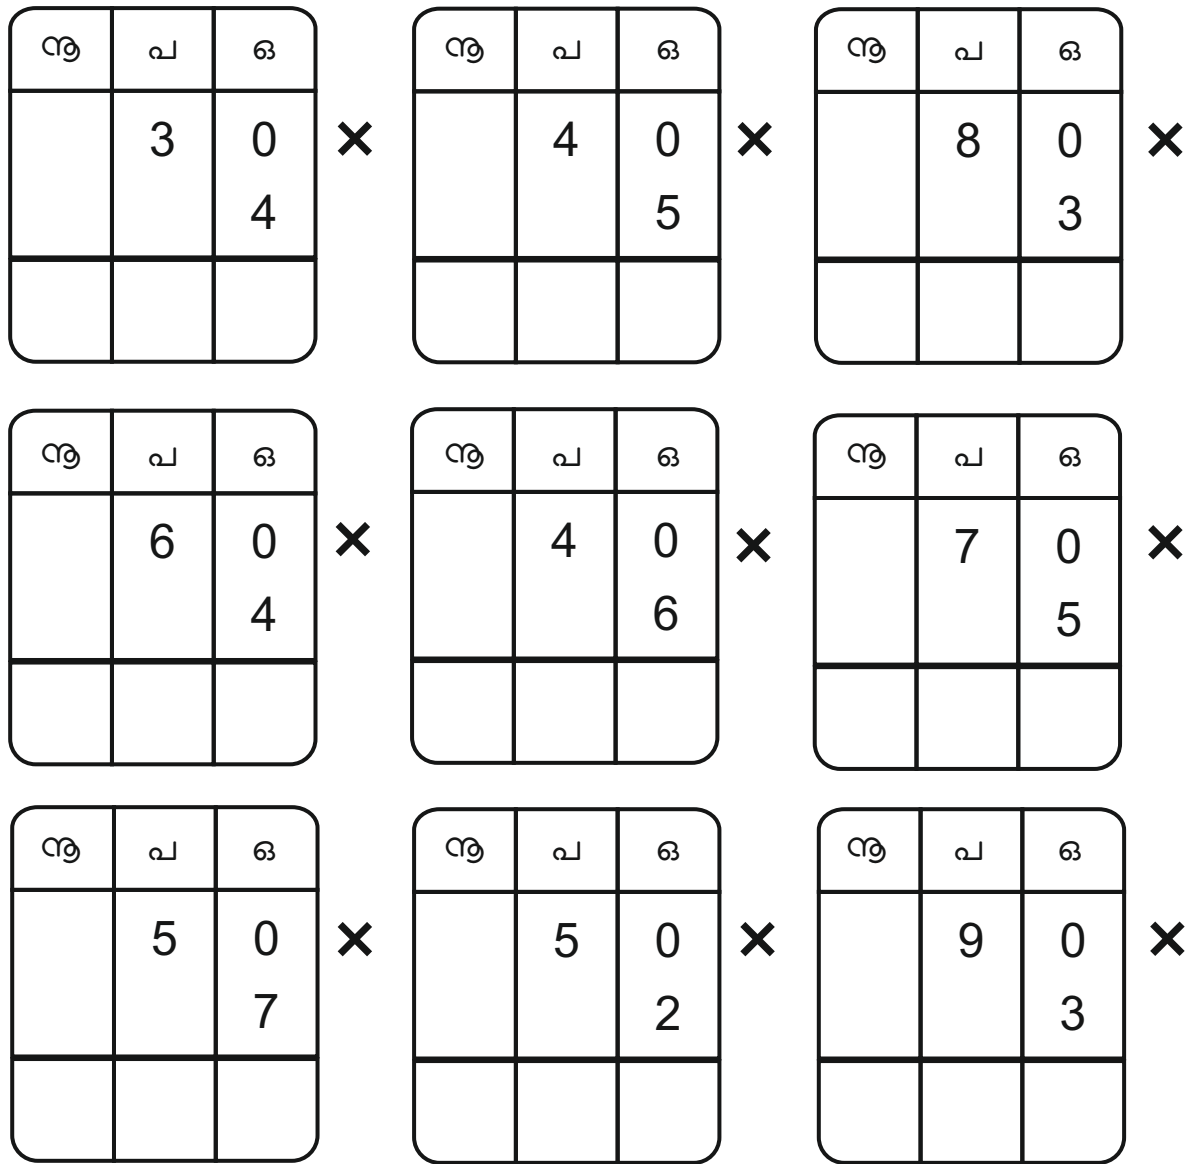 നൂ പ ഒ നൂ പ ഒ നൂ പ ഒ
3 0 × 4 0 × 8 0 ×
4 5 3
നൂ പ ഒ നൂ പ ഒ നൂ പ ഒ
6 0 × 4 0 × 7 0 ×
4 6 5
നൂ പ ഒ നൂ പ ഒ നൂ പ ഒ
5 0 × 5 0 × 9 0 ×
7 2 3